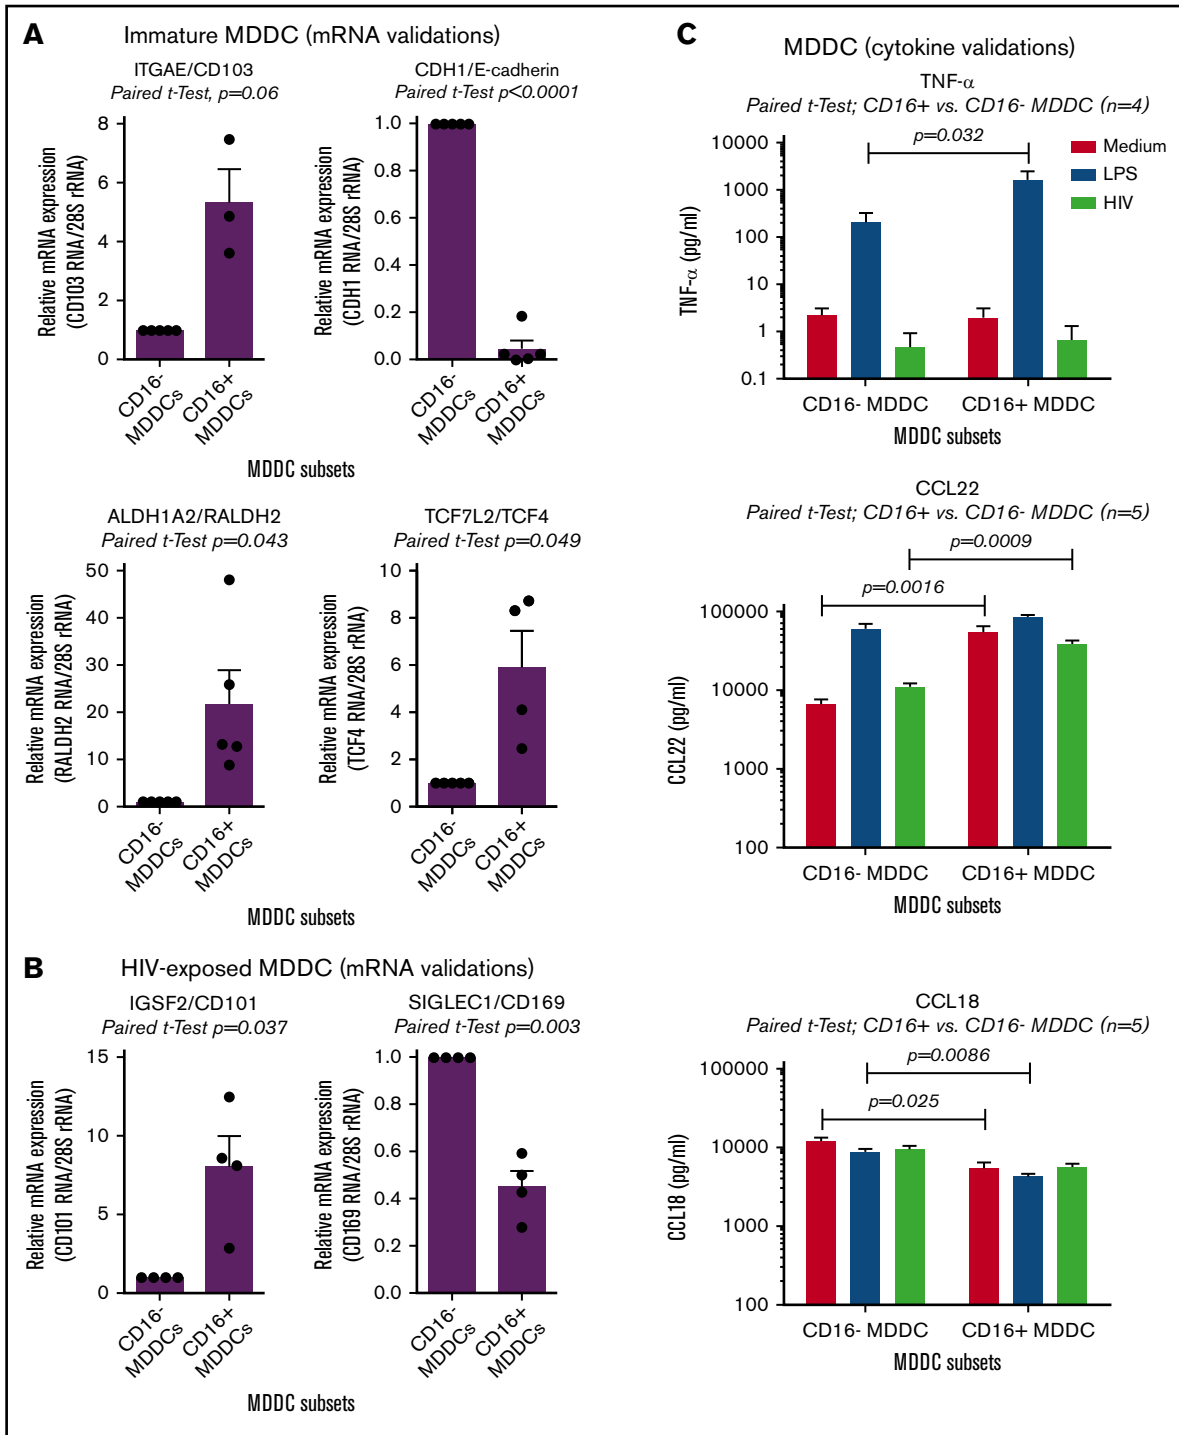 A
Immature MDDC (mRNA validations)
ITGAE/CD103
Paired t-Test, p=0.06
Relative mRNA expression
(CD103 RNA/28S rRNA)
8
6
4
2
0
CD16-
MDDCs
CD16+
MDDCs
CDH1/E-cadherin
Paired t-Test p<0.0001
Relative mRNA expression
(CDH1 RNA/28S rRNA)
1.0
0.8
0.6
0.4
0.2
0.0
CD16-
MDDCs
CD16+
MDDCs
MDDC subsets
ALDH1A2/RALDH2
Paired t-Test p=0.043
Relative mRNA expression
(RALDH2 RNA/28S rRNA)
50
40
30
20
10
0
CD16-
MDDCs
CD16+
MDDCs
TCF7L2/TCF4
Paired t-Test p=0.049
Relative mRNA expression
(TCF4 RNA/28S rRNA)
10
8
6
4
2
0
CD16-
MDDCs
CD16+
MDDCs
MDDC subsets
B
HIV-exposed MDDC (mRNA validations)
IGSF2/CD101
Paired t-Test p=0.037
Relative mRNA expression
(CD101 RNA/28S rRNA)
15
10
5
0
CD16-
MDDCs
CD16+
MDDCs
SIGLEC1/CD169
Paired t-Test p=0.003
Relative mRNA expression
(CD169 RNA/28S rRNA)
1.0
0.8
0.6
0.4
0.2
0.0
CD16-
MDDCs
CD16+
MDDCs
MDDC subsets
C
MDDC (cytokine validations)
TNF-α
Paired t-Test; CD16+ vs. CD16- MDDC (n=4)
p=0.032
Medium
LPS
HIV
TNF-α (pg/ml)
10000
1000
100
10
1
0.1
CD16- MDDC
CD16+ MDDC
MDDC subsets
CCL22
Paired t-Test; CD16+ vs. CD16- MDDC (n=5)
p=0.0009
p=0.0016
CCL22 (pg/ml)
100000
10000
1000
100
CD16- MDDC
CD16+ MDDC
MDDC subsets
CCL18
Paired t-Test; CD16+ vs. CD16- MDDC (n=5)
p=0.0086
p=0.025
CCL18 (pg/ml)
100000
10000
1000
100
CD16- MDDC
CD16+ MDDC
MDDC subsets